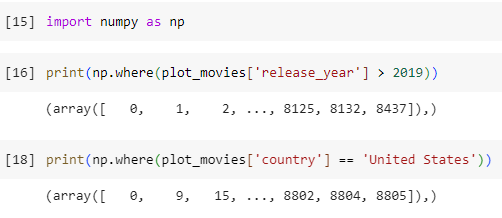 [15] import numpy as np
[16] print(np.where(plot_movies['release_year'] > 2019))
(array([   0,    1,    2, ..., 8125, 8132, 8437]),)
[18] print(np.where(plot_movies['country'] == 'United States'))
(array([   0,    9,   15, ..., 8802, 8804, 8805]),)